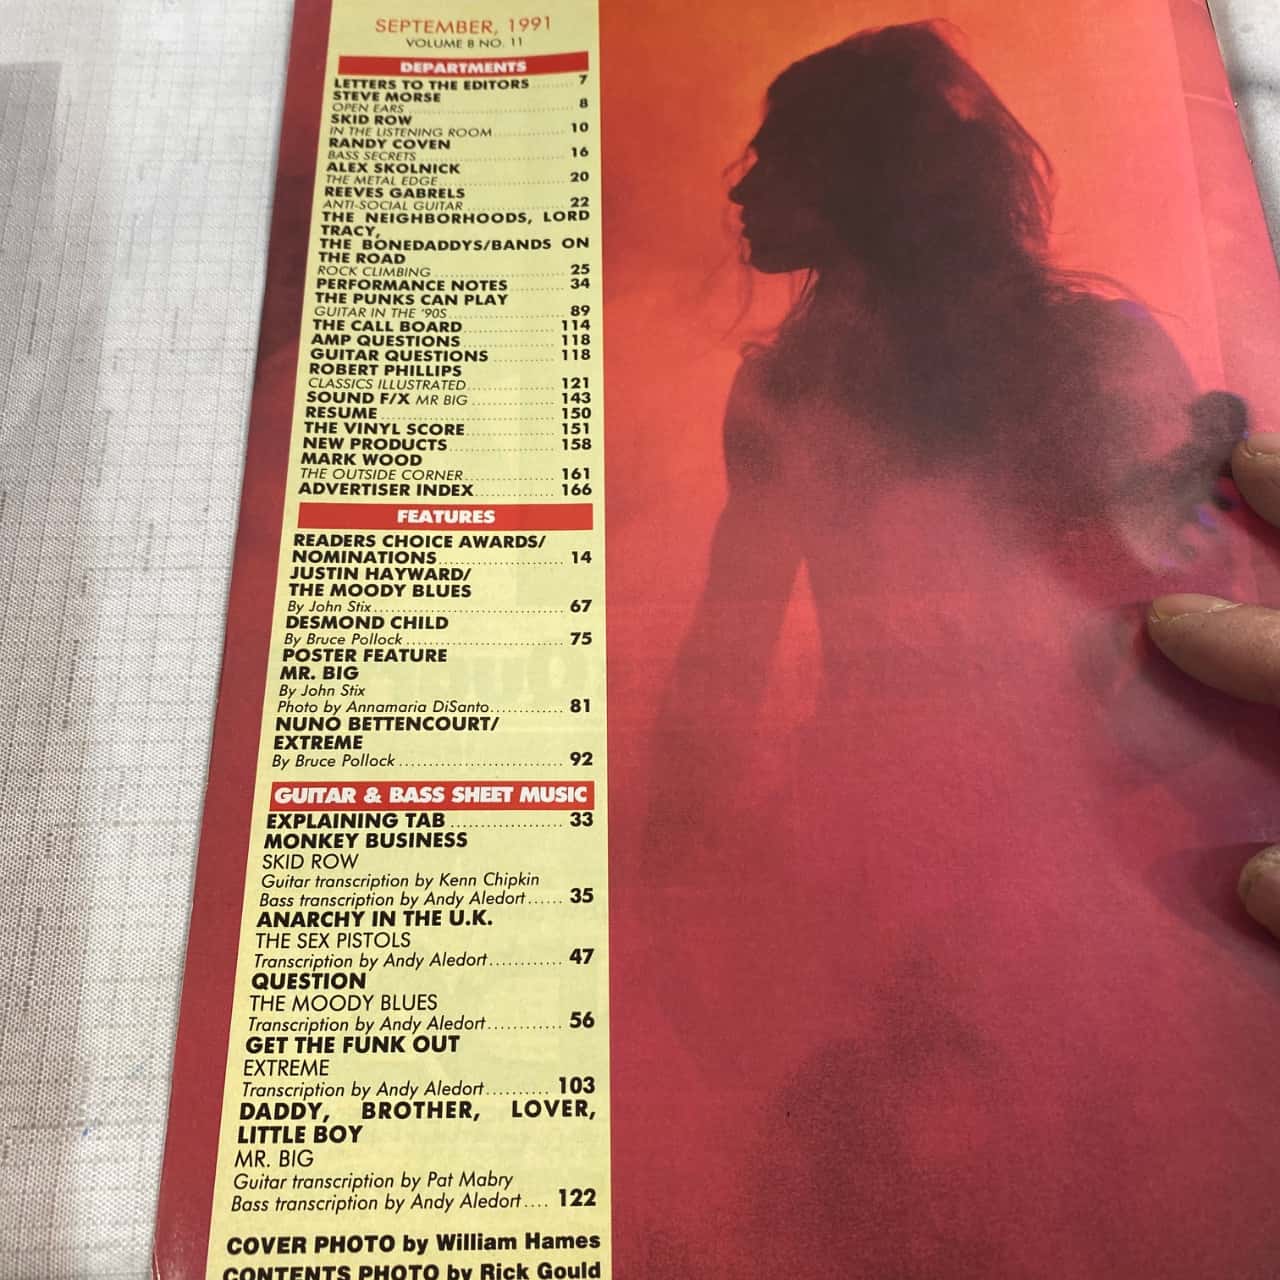 SEPTEMBER, 1991
VOLUME 8 NO. 11
DEPARTMENTS
LETTERS TO THE EDITORS 7
STEVE MORSE
OPEN EARS 8
SKID ROW
IN THE LISTENING ROOM 10
RANDY COVEN
BASS SECRETS 16
ALEX SKOLNICK
THE METAL EDGE 20
REEVES GABRELS
ANTI-SOCIAL GUITAR 22
THE NEIGHBORHOODS, LORD
TRACY,
THE BONEDADDYS/BANDS ON
THE ROAD
ROCK CLIMBING 25
PERFORMANCE NOTES 34
THE PUNKS CAN PLAY
GUITAR IN THE '90S 89
THE CALL BOARD 114
AMP QUESTIONS 118
GUITAR QUESTIONS 118
ROBERT PHILLIPS
CLASSICS ILLUSTRATED 121
SOUND F/X MR BIG 143
RESUME 150
THE VINYL SCORE 151
NEW PRODUCTS 158
MARK WOOD
THE OUTSIDE CORNER 161
ADVERTISER INDEX 166
FEATURES
READERS CHOICE AWARDS/
NOMINATIONS 14
JUSTIN HAYWARD/
THE MOODY BLUES
By John Stix 67
DESMOND CHILD
By Bruce Pollock 75
POSTER FEATURE
MR. BIG
By John Stix
Photo by Annamaria DiSanto 81
NUNO BETTENCOURT/
EXTREME
By Bruce Pollock 92
GUITAR & BASS SHEET MUSIC
EXPLAINING TAB 33
MONKEY BUSINESS
SKID ROW
Guitar transcription by Kenn Chipkin
Bass transcription by Andy Aledort 35
ANARCHY IN THE U.K.
THE SEX PISTOLS
Transcription by Andy Aledort 47
QUESTION
THE MOODY BLUES
Transcription by Andy Aledort 56
GET THE FUNK OUT
EXTREME
Transcription by Andy Aledort 103
DADDY, BROTHER, LOVER,
LITTLE BOY
MR. BIG
Guitar transcription by Pat Mabry
Bass transcription by Andy Aledort 122
COVER PHOTO by William Hames
CONTENTS PHOTO by Rick Gould